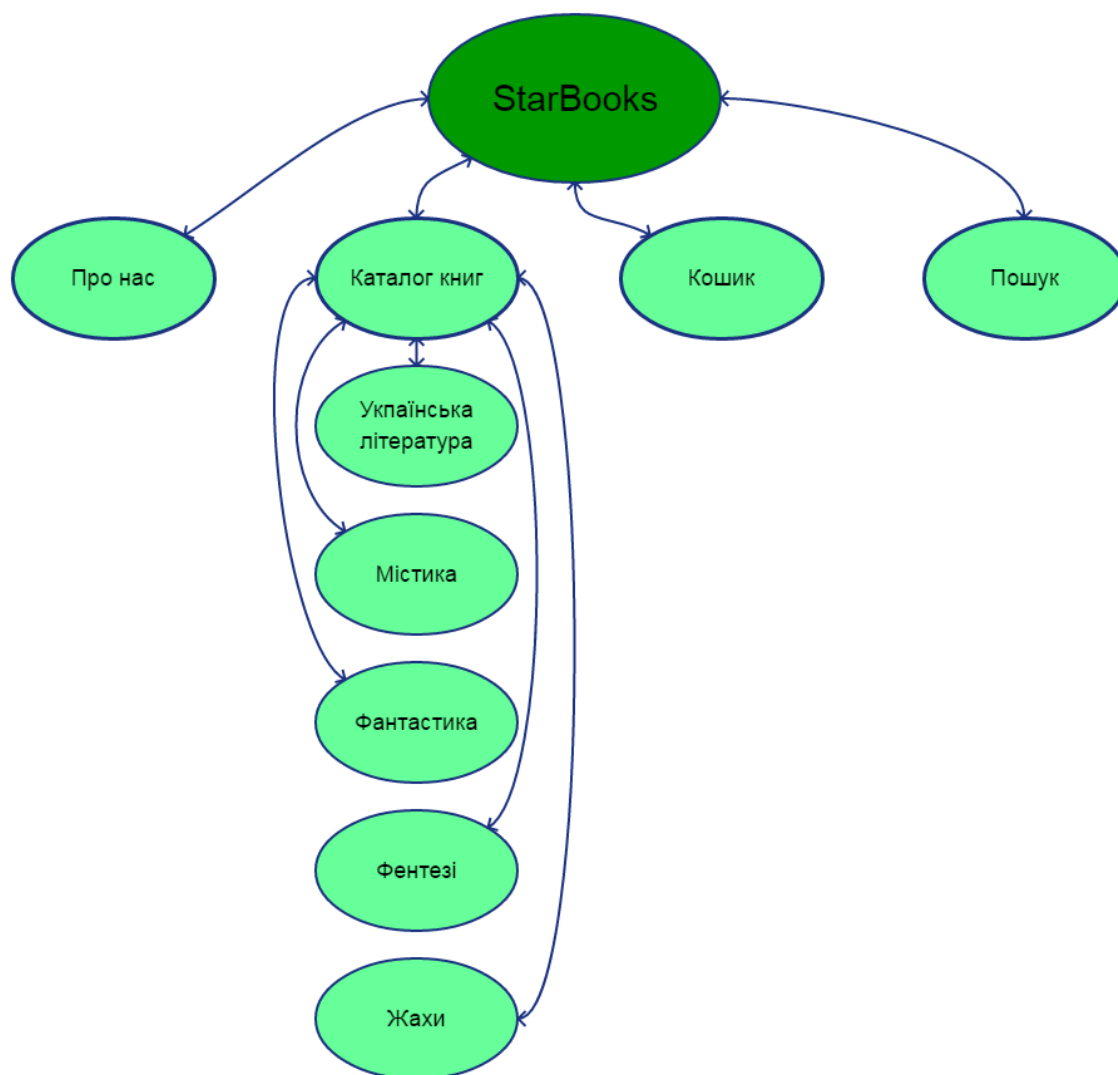 StarBooks
Про нас
Каталог книг
Кошик
Пошук
Укпаїнська
література
Містика
Фантастика
Фентезі
Жахи